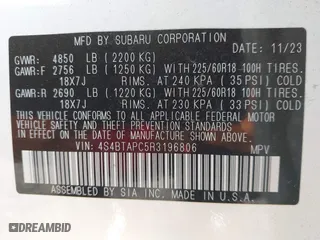 MFD. BY SUBARU CORPORATION
DATE: 11/23
GVWR: 4850 LB (2200 KG)
GAWR:F 2756 LB (1250 KG) WITH 225/60R18 100H TIRES.
18X7J RIMS. AT 240 KPA (35 PSI) COLD
GAWR:R 2690 LB (1220 KG) WITH 225/60R18 100H TIRES.
18X7J RIMS. AT 230 KPA (33 PSI) COLD
THIS VEHICLE CONFORMS TO ALL APPLICABLE FEDERAL MOTOR
VEHICLE SAFETY AND BUMPER STANDARDS IN EFFECT ON THE DATE
OF MANUFACTURE SHOWN ABOVE.
VIN: 4S4BTAPC5R3196806 MPV
ASSEMBLED BY SIA INC. MADE IN U.S.A.